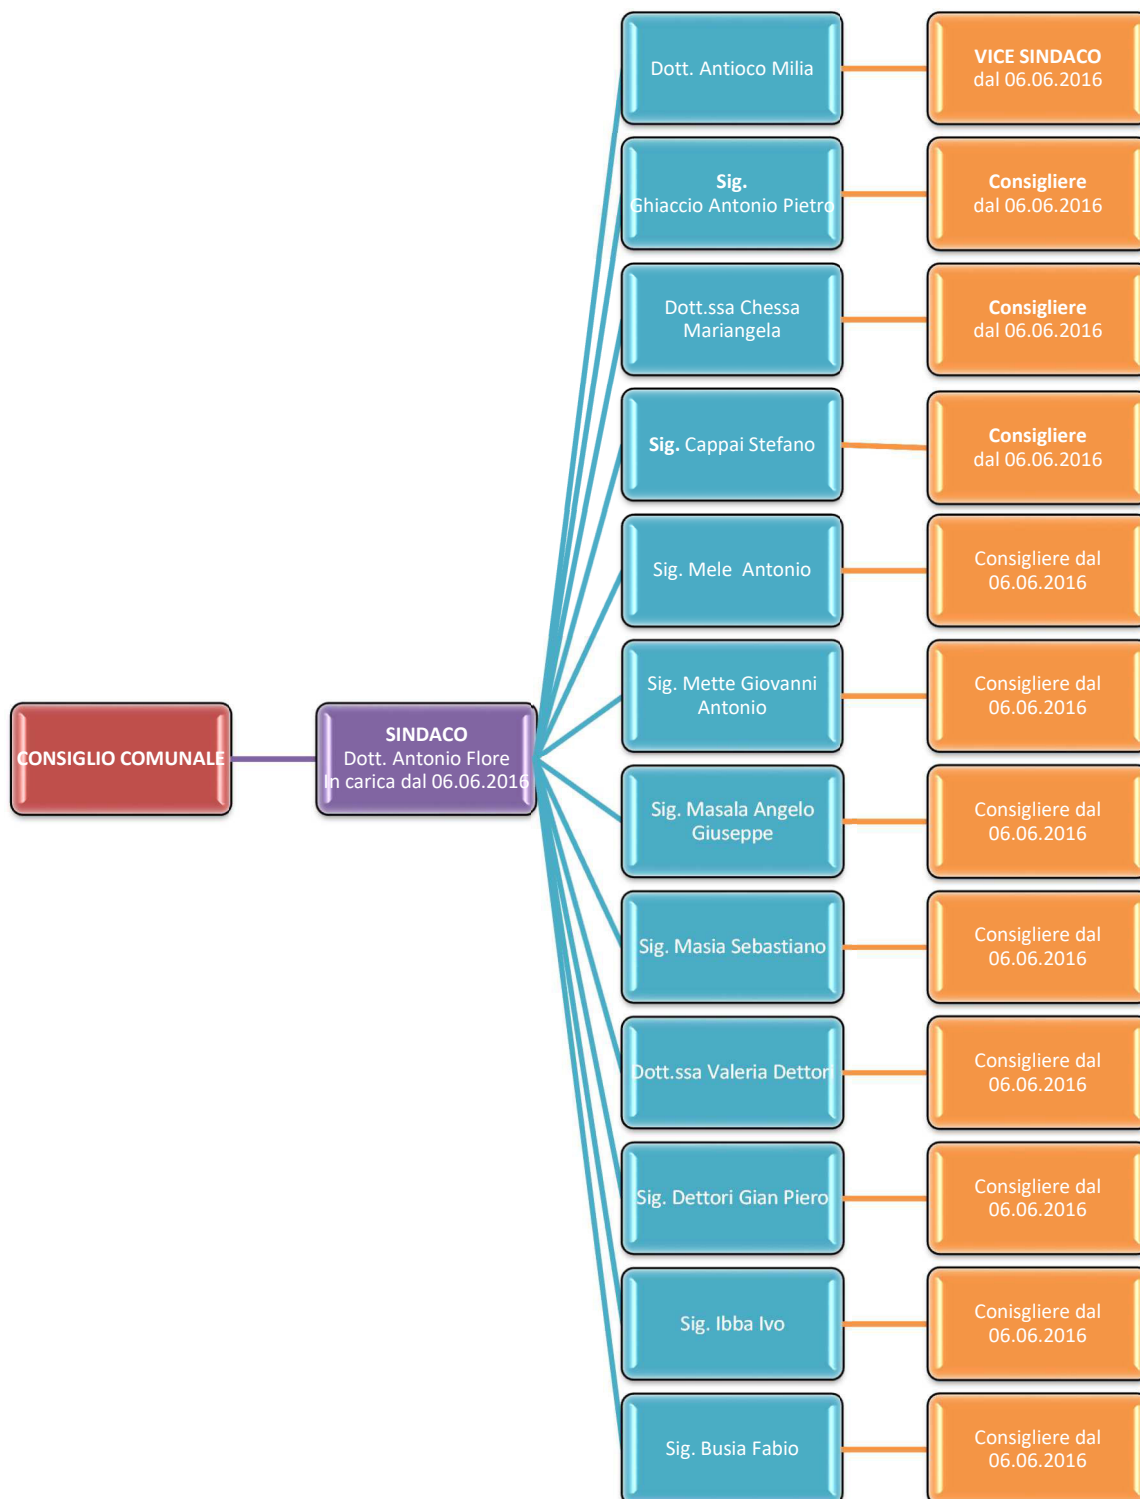 CONSIGLIO COMUNALE
SINDACO
Dott. Antonio Flore
In carica dal 06.06.2016
Dott. Antioco Milia
VICE SINDACO
dal 06.06.2016
Sig.
Ghiaccio Antonio Pietro
Consigliere
dal 06.06.2016
Dott.ssa Chessa
Mariangela
Consigliere
dal 06.06.2016
Sig. Cappai Stefano
Consigliere
dal 06.06.2016
Sig. Mele Antonio
Consigliere dal
06.06.2016
Sig. Mette Giovanni
Antonio
Consigliere dal
06.06.2016
Sig. Masala Angelo
Giuseppe
Consigliere dal
06.06.2016
Sig. Masia Sebastiano
Consigliere dal
06.06.2016
Dott.ssa Valeria Dettori
Consigliere dal
06.06.2016
Sig. Dettori Gian Piero
Consigliere dal
06.06.2016
Sig. Ibba Ivo
Conisgliere dal
06.06.2016
Sig. Busia Fabio
Consigliere dal
06.06.2016